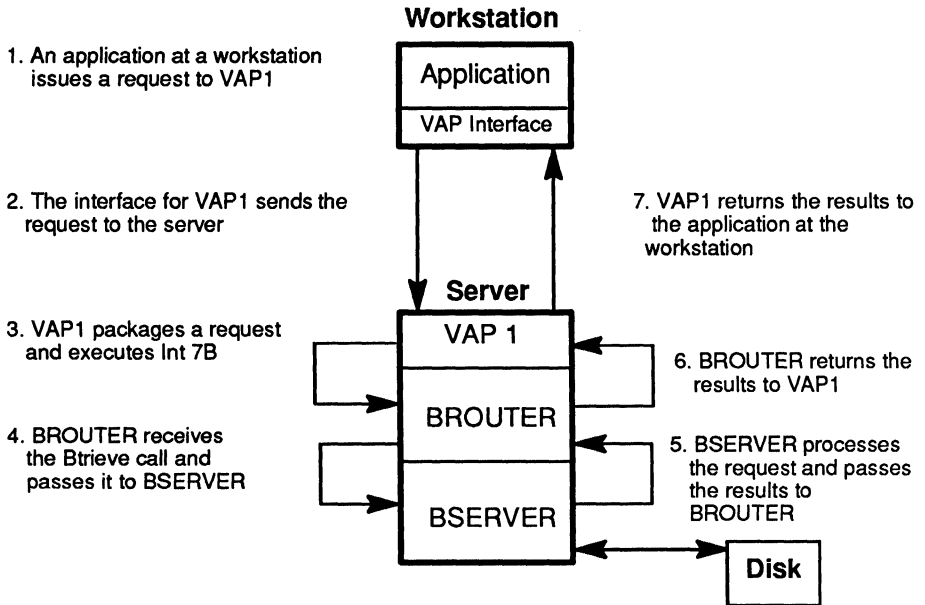 Workstation
1. An application at a workstation
issues a request to VAP1
Application
VAP Interface
2. The interface for VAP1 sends the
request to the server
7. VAP1 returns the results to
the application at the
workstation
Server
3. VAP1 packages a request
and executes Int 7B
VAP 1
6. BROUTER returns the
results to VAP1
BROUTER
4. BROUTER receives
the Btrieve call and
passes it to BSERVER
5. BSERVER processes
the request and passes
the results to
BROUTER
BSERVER
Disk